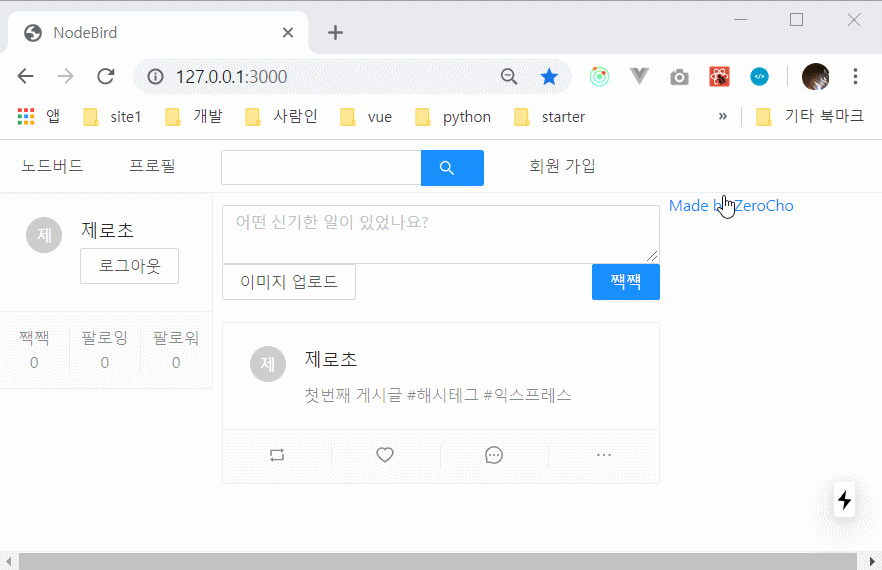 NodeBird
127.0.0.1:3000
앱 site1 개발 사람인 vue python starter » 기타 북마크
노드버드 프로필 회원 가입
제 제로초
로그아웃
짹짹 팔로잉 팔로워
0 0 0
어떤 신기한 일이 있었나요?
이미지 업로드 짹짹
제 제로초
첫번째 게시글 #해시테그 #익스프레스
Made by ZeroCho